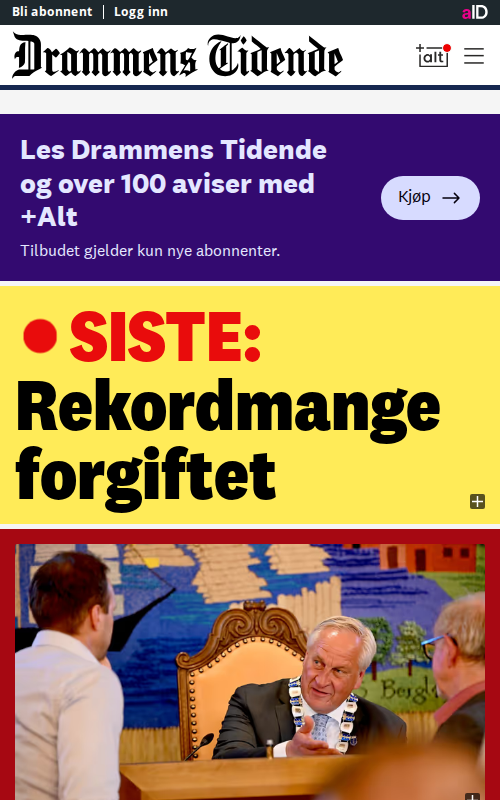 Bli abonnent | Logg inn
aID
Drammens Tidende
+alt
Les Drammens Tidende
og over 100 aviser med
+Alt
Kjøp →
Tilbudet gjelder kun nye abonnenter.
SISTE:
Rekordmange
forgiftet
Bergl